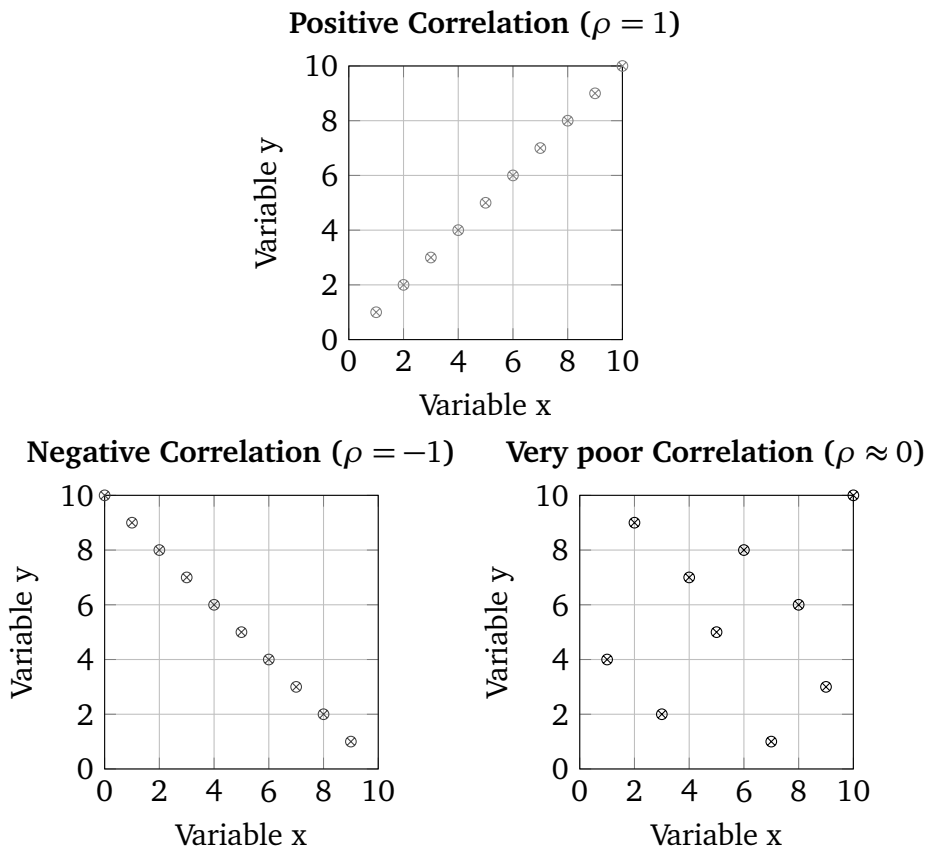 Positive Correlation (ρ = 1)
10
8
6
4
2
0
0 2 4 6 8 10
Variable y
Variable x
Negative Correlation (ρ = −1)
10
8
6
4
2
0
0 2 4 6 8 10
Variable y
Variable x
Very poor Correlation (ρ ≈ 0)
10
8
6
4
2
0
0 2 4 6 8 10
Variable y
Variable x